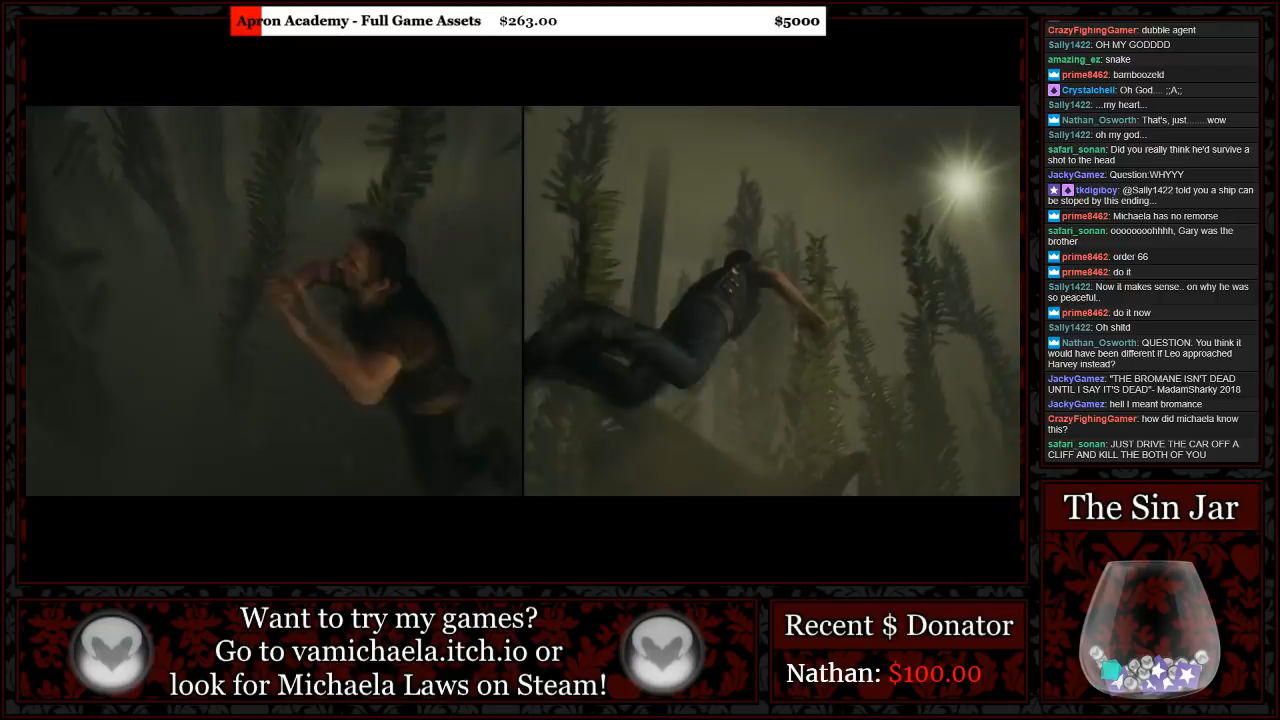 Apron Academy - Full Game Assets $263.00 $5000
CrazyFighingGamer: dubble agent
Sally1422: OH MY GODDDD
amazing_ez: snake
prime8462: bamboozeld
Crystalchell: Oh God.... ;;A;;
Sally1422: ...my heart...
Nathan_Osworth: That's, just........wow
Sally1422: oh my god...
safari_sonan: Did you really think he'd survive a
shot to the head
JackyGamez: Question:WHYYY
tkdigiboy: @Sally1422 told you a ship can
be stoped by this ending...
prime8462: Michaela has no remorse
safari_sonan: oooooooohhhh, Gary was the
brother
prime8462: order 66
prime8462: do it
Sally1422: Now it makes sense.. on why he was
so peaceful..
prime8462: do it now
Sally1422: Oh shitd
Nathan_Osworth: QUESTION: You think it
would have been different if Leo approached
Harvey instead?
JackyGamez: "THE BROMANE ISN'T DEAD
UNTIL I SAY IT'S DEAD"- MadamSharky 2018
JackyGamez: hell I meant bromance
CrazyFighingGamer: how did michaela know
this?
safari_sonan: JUST DRIVE THE CAR OFF A
CLIFF AND KILL THE BOTH OF YOU
The Sin Jar
Want to try my games?
Go to vamichaela.itch.io or
look for Michaela Laws on Steam!
Recent $ Donator
Nathan: $100.00